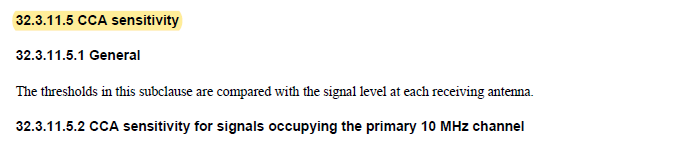 32.3.11.5 CCA sensitivity
32.3.11.5.1 General
The thresholds in this subclause are compared with the signal level at each receiving antenna.
32.3.11.5.2 CCA sensitivity for signals occupying the primary 10 MHz channel